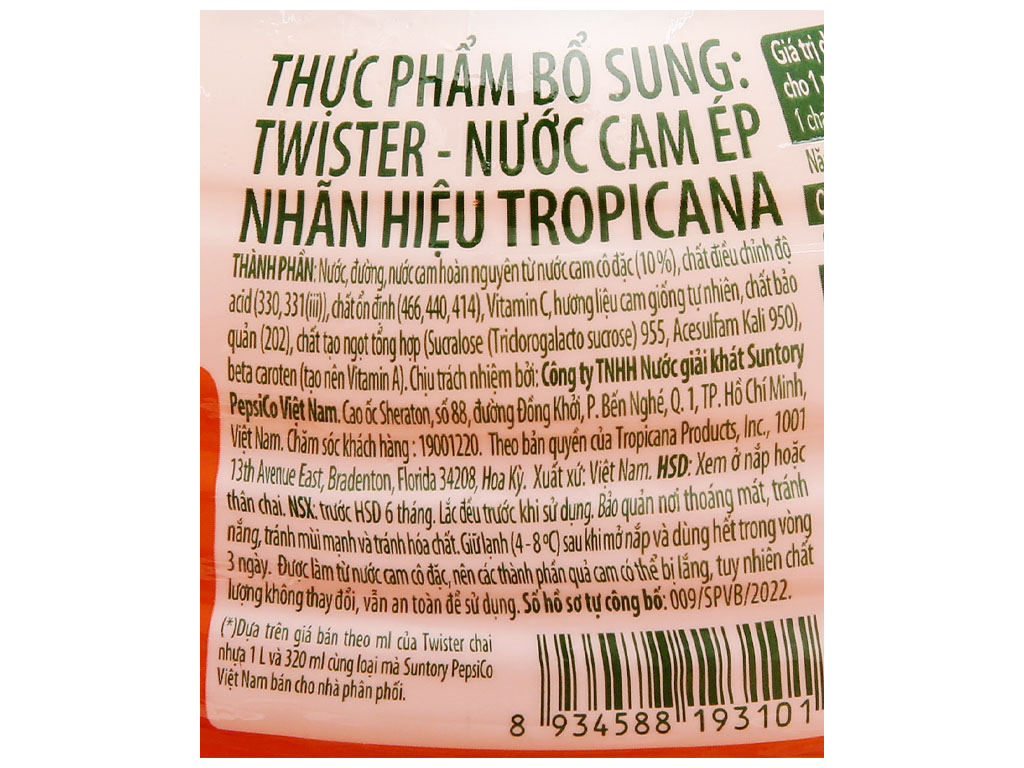 THỰC PHẨM BỔ SUNG:
TWISTER - NƯỚC CAM ÉP
NHÃN HIỆU TROPICANA
THÀNH PHẦN: Nước, đường, nước cam hoàn nguyên từ nước cam cô đặc (10%), chất điều chỉnh độ
acid (330, 331(iii)), chất ổn định (466, 440, 414), Vitamin C, hương liệu cam giống tự nhiên, chất bảo
quản (202), chất tạo ngọt tổng hợp (Sucralose (Triclorogalacto sucrose) 955, Acesulfam Kali 950),
beta caroten (tạo nên Vitamin A). Chịu trách nhiệm bởi: Công ty TNHH Nước giải khát Suntory
PepsiCo Việt Nam. Cao ốc Sheraton, số 88, đường Đồng Khởi, P. Bến Nghé, Q. 1, TP. Hồ Chí Minh,
Việt Nam. Chăm sóc khách hàng : 19001220. Theo bản quyền của Tropicana Products, Inc., 1001
13th Avenue East, Bradenton, Florida 34208, Hoa Kỳ. Xuất xứ: Việt Nam. HSD: Xem ở nắp hoặc
thân chai. NSX: trước HSD 6 tháng. Lắc đều trước khi sử dụng. Bảo quản nơi thoáng mát, tránh
nắng, tránh mùi mạnh và tránh hóa chất. Giữ lạnh (4 - 8 °C) sau khi mở nắp và dùng hết trong vòng
3 ngày. Được làm từ nước cam cô đặc, nên các thành phần quả cam có thể bị lắng, tuy nhiên chất
lượng không thay đổi, vẫn an toàn để sử dụng. Số hồ sơ tự công bố: 009/SPVB/2022.
(*)Dựa trên giá bán theo ml của Twister chai
nhựa 1 L và 320 ml cùng loại mà Suntory PepsiCo
Việt Nam bán cho nhà phân phối.
8 934588 193101
Giá trị
cho 1
1